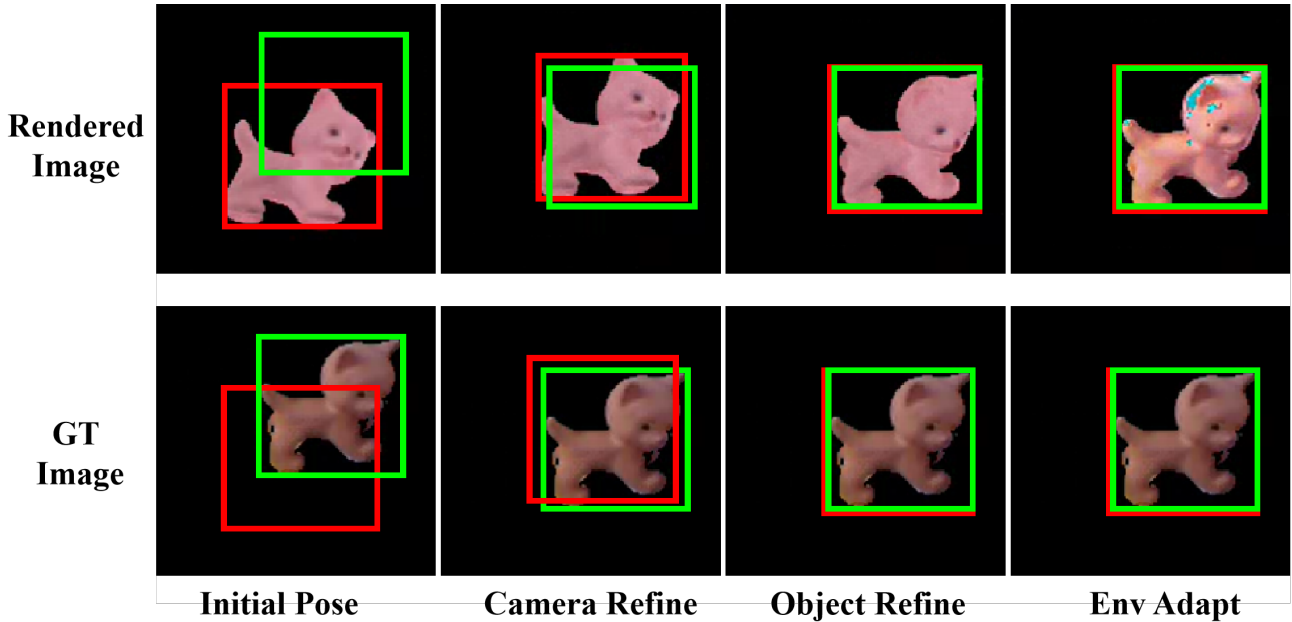 Rendered
Image
GT
Image
Initial Pose
Camera Refine
Object Refine
Env Adapt